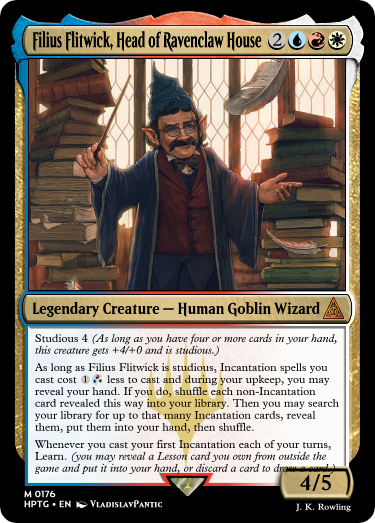 Filius Flitwick, Head of Ravenclaw House 2
Legendary Creature — Human Goblin Wizard
Studious 4 (As long as you have four or more cards in your hand,
this creature gets +4/+0 and is studious.)
As long as Filius Flitwick is studious, Incantation spells you
cast cost 1 less to cast and during your upkeep, you may
reveal your hand. If you do, shuffle each non-Incantation
card revealed this way into your library. Then you may search
your library for up to that many Incantation cards, reveal
them, put them into your hand, then shuffle.
Whenever you cast your first Incantation each of your turns,
Learn. (you may reveal a Lesson card you own from outside the
game and put it into your hand, or discard a card to draw a card.)
4/5
M 0176
HPTG • EN VladislavPantic
J. K. Rowling